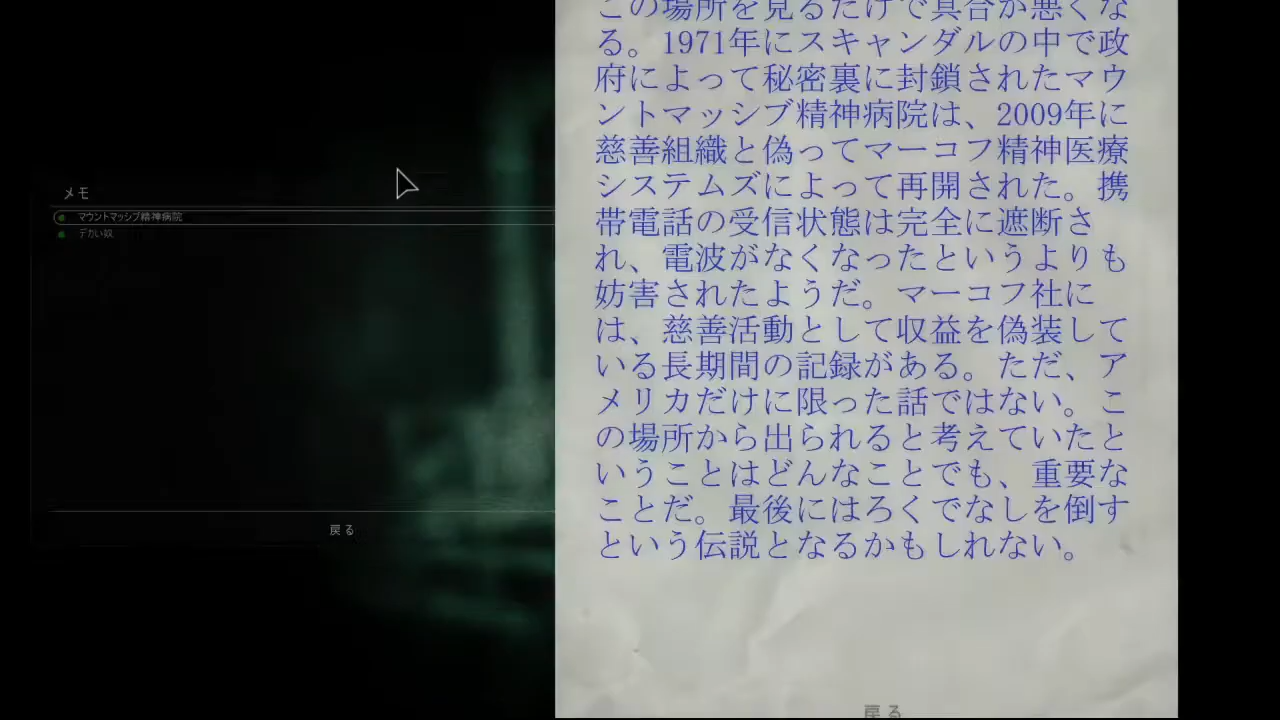 メモ
マウントマッシブ精神病院
デカい奴
戻る
この場所を見るだけで具合が悪くな
る。1971年にスキャンダルの中で政
府によって秘密裏に封鎖されたマウ
ントマッシブ精神病院は、2009年に
慈善組織と偽ってマーコフ精神医療
システムズによって再開された。携
帯電話の受信状態は完全に遮断さ
れ、電波がなくなったというよりも
妨害されたようだ。マーコフ社に
は、慈善活動として収益を偽装して
いる長期間の記録がある。ただ、ア
メリカだけに限った話ではない。こ
の場所から出られると考えていたと
いうことはどんなことでも、重要な
ことだ。最後にはろくでなしを倒す
という伝説となるかもしれない。
戻る